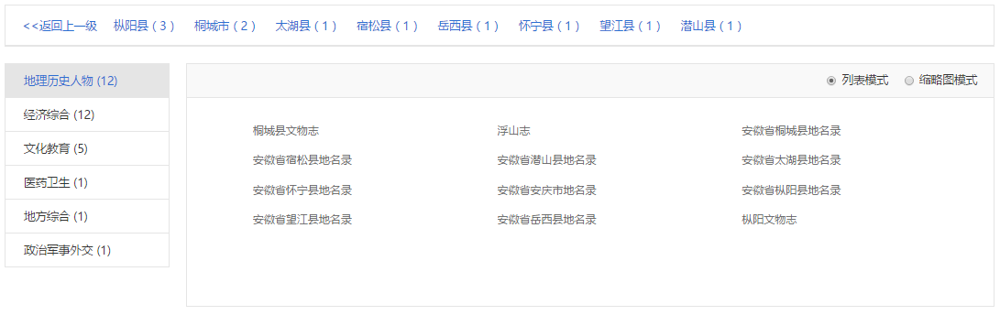 <<返回上一级 枞阳县 ( 3 ) 桐城市 ( 2 ) 太湖县 ( 1 ) 宿松县 ( 1 ) 岳西县 ( 1 ) 怀宁县 ( 1 ) 望江县 ( 1 ) 潜山县 ( 1 )
地理历史人物 (12)
经济综合 (12)
文化教育 (5)
医药卫生 (1)
地方综合 (1)
政治军事外交 (1)
列表模式 缩略图模式
桐城县文物志 浮山志 安徽省桐城县地名录
安徽省宿松县地名录 安徽省潜山县地名录 安徽省太湖县地名录
安徽省怀宁县地名录 安徽省安庆市地名录 安徽省枞阳县地名录
安徽省望江县地名录 安徽省岳西县地名录 枞阳文物志